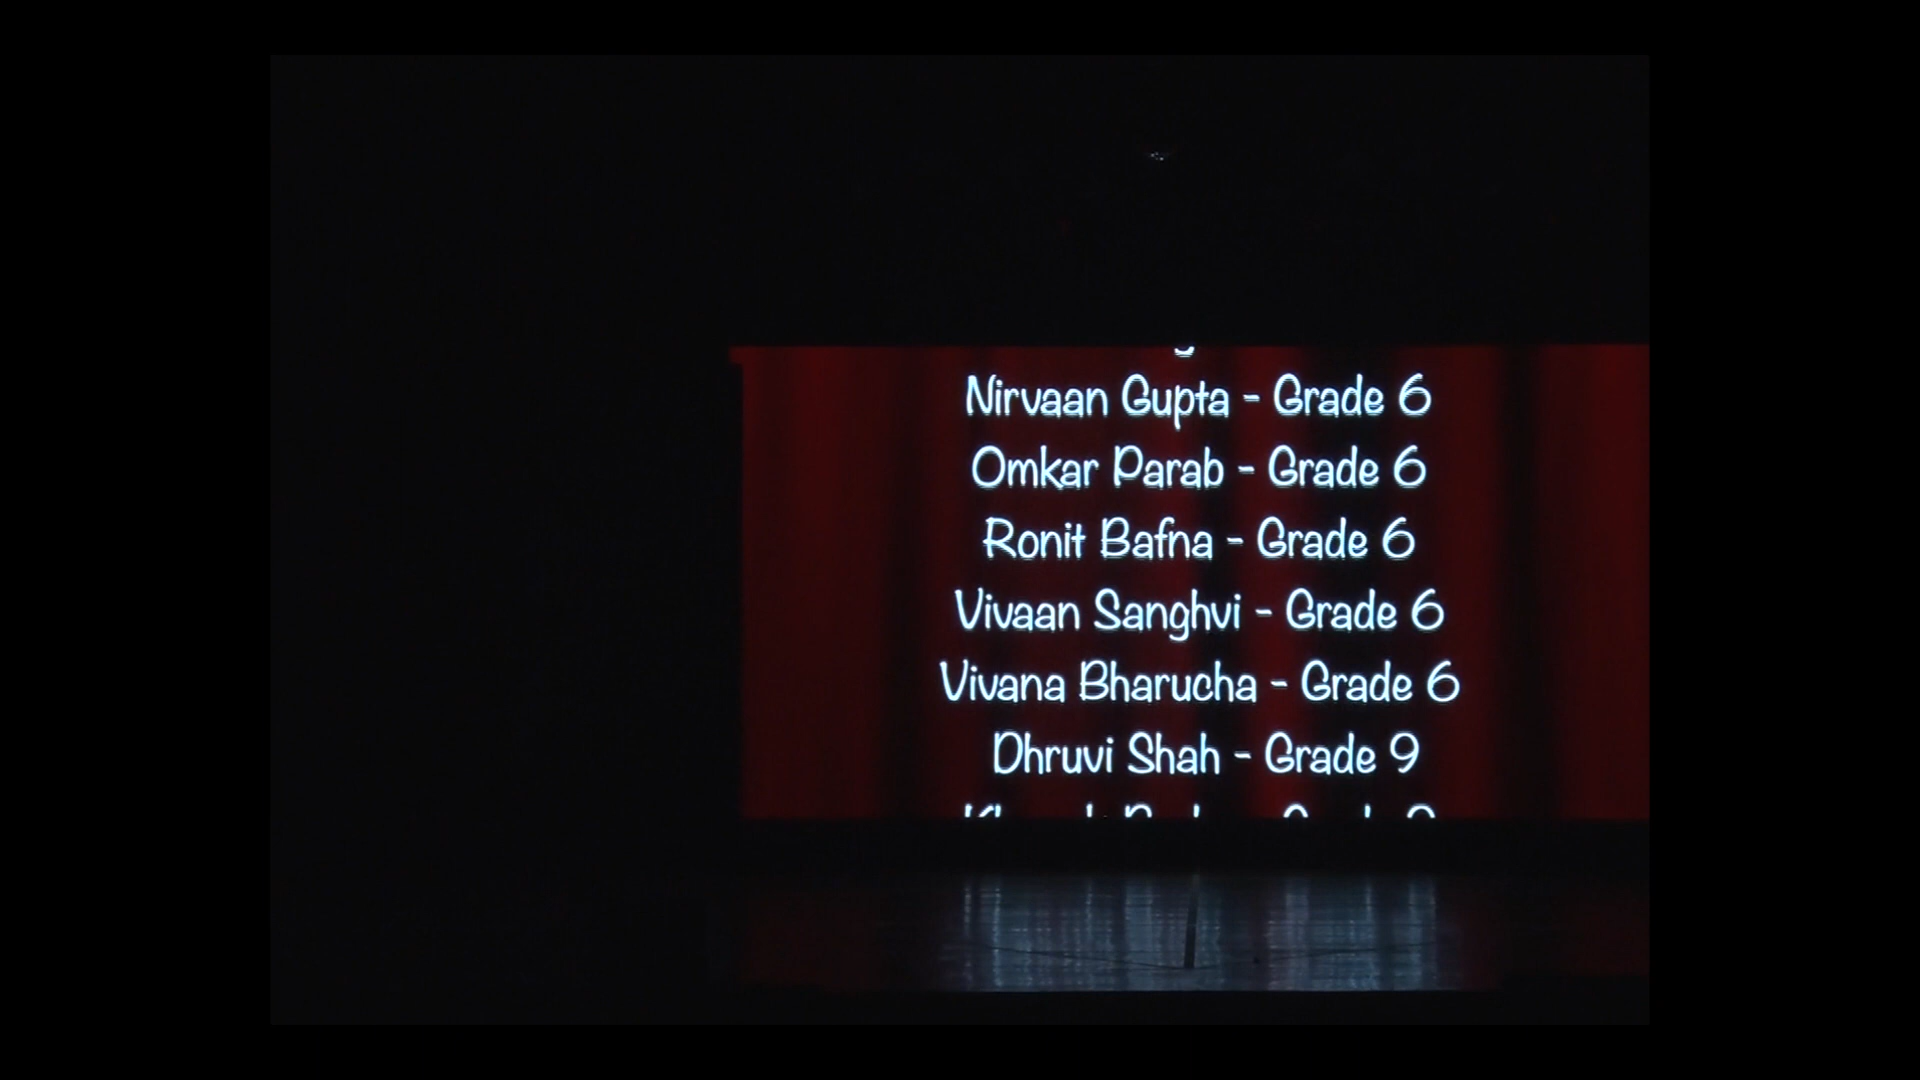 Nirvaan Gupta - Grade 6
Omkar Parab - Grade 6
Ronit Bafna - Grade 6
Vivaan Sanghvi - Grade 6
Vivana Bharucha - Grade 6
Dhruvi Shah - Grade 9